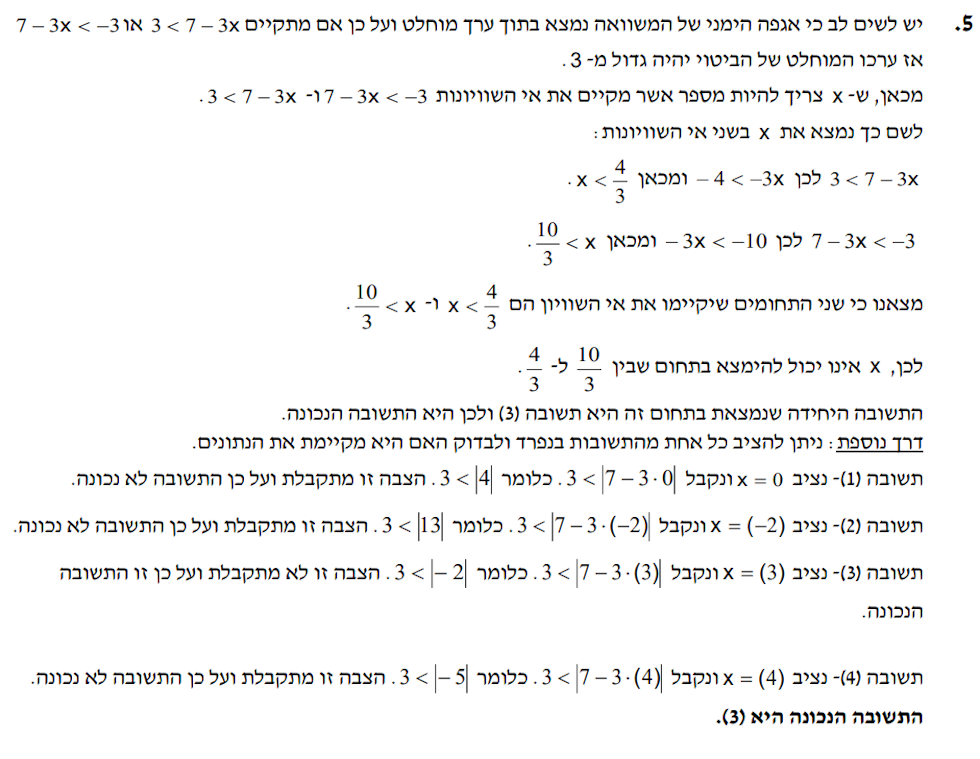 5. יש לשים לב כי אגפה הימני של המשוואה נמצא בתוך ערך מוחלט ועל כן אם מתקיים 3 < 7 – 3x או 7 – 3x < –3
אז ערכו המוחלט של הביטוי יהיה גדול מ- 3.
מכאן, ש- x צריך להיות מספר אשר מקיים את אי השוויונות 7 – 3x < –3 ו- 3 < 7 – 3x.
לשם כך נמצא את x בשני אי השוויונות:
3 < 7 – 3x לכן – 4 < –3x ומכאן x < 4/3.
7 – 3x < –3 לכן – 3x < –10 ומכאן 10/3 < x.
מצאנו כי שני התחומים שיקיימו את אי השוויון הם x < 4/3 ו- 10/3 < x.
לכן, x אינו יכול להימצא בתחום שבין 10/3 ל- 4/3.
התשובה היחידה שנמצאת בתחום זה היא תשובה (3) ולכן היא התשובה הנכונה.
דרך נוספת: ניתן להציב כל אחת מהתשובות בנפרד ולבדוק האם היא מקיימת את הנתונים.
תשובה (1)- נציב x = 0 ונקבל 3 < |7 – 3·0|. כלומר 3 < |4|. הצבה זו מתקבלת ועל כן התשובה לא נכונה.
תשובה (2)- נציב x = (–2) ונקבל 3 < |7 – 3·(–2)|. כלומר 3 < |13|. הצבה זו מתקבלת ועל כן התשובה לא נכונה.
תשובה (3)- נציב x = (3) ונקבל 3 < |7 – 3·(3)|. כלומר 3 < |– 2|. הצבה זו לא מתקבלת ועל כן זו התשובה
הנכונה.
תשובה (4)- נציב x = (4) ונקבל 3 < |7 – 3·(4)|. כלומר 3 < |– 5|. הצבה זו מתקבלת ועל כן התשובה לא נכונה.
התשובה הנכונה היא (3).